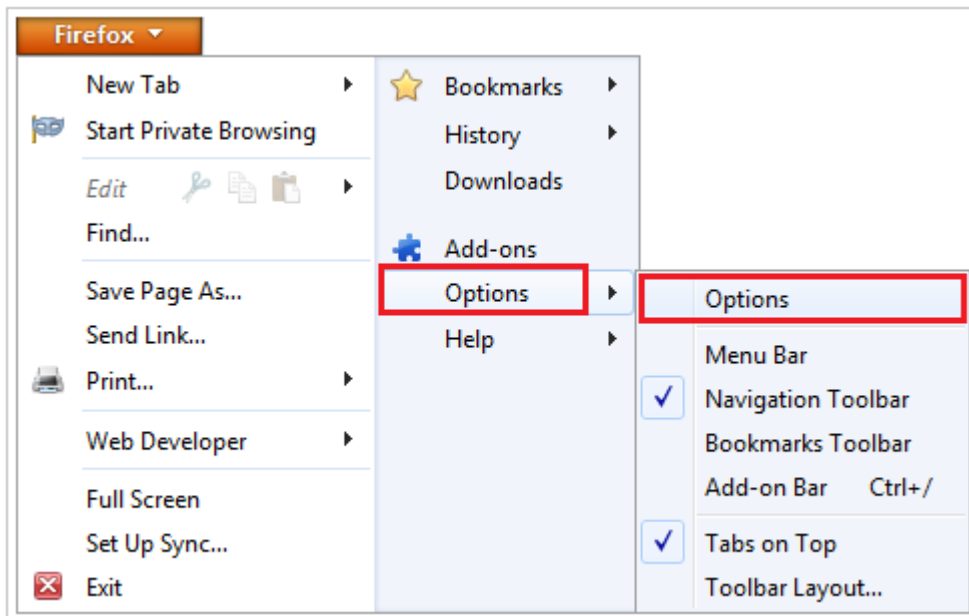 Firefox
New Tab
Start Private Browsing
Edit
Find...
Save Page As...
Send Link...
Print...
Web Developer
Full Screen
Set Up Sync...
Exit
Bookmarks
History
Downloads
Add-ons
Options
Help
Options
Menu Bar
Navigation Toolbar
Bookmarks Toolbar
Add-on Bar Ctrl+/
Tabs on Top
Toolbar Layout...